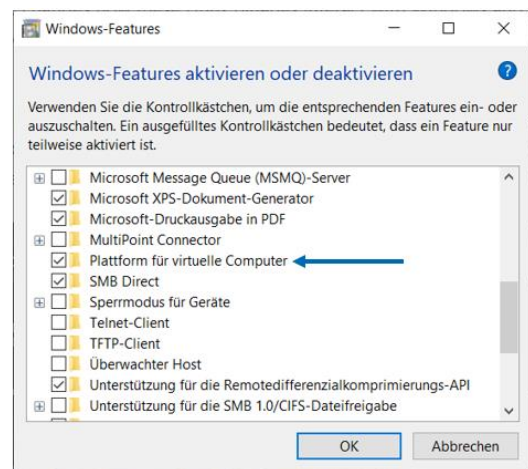 Windows-Features
Windows-Features aktivieren oder deaktivieren
Verwenden Sie die Kontrollkästchen, um die entsprechenden Features ein- oder
auszuschalten. Ein ausgefülltes Kontrollkästchen bedeutet, dass ein Feature nur
teilweise aktiviert ist.
Microsoft Message Queue (MSMQ)-Server
Microsoft XPS-Dokument-Generator
Microsoft-Druckausgabe in PDF
MultiPoint Connector
Plattform für virtuelle Computer
SMB Direct
Sperrmodus für Geräte
Telnet-Client
TFTP-Client
Überwachter Host
Unterstützung für die Remotedifferenzialkomprimierungs-API
Unterstützung für die SMB 1.0/CIFS-Dateifreigabe
OK Abbrechen